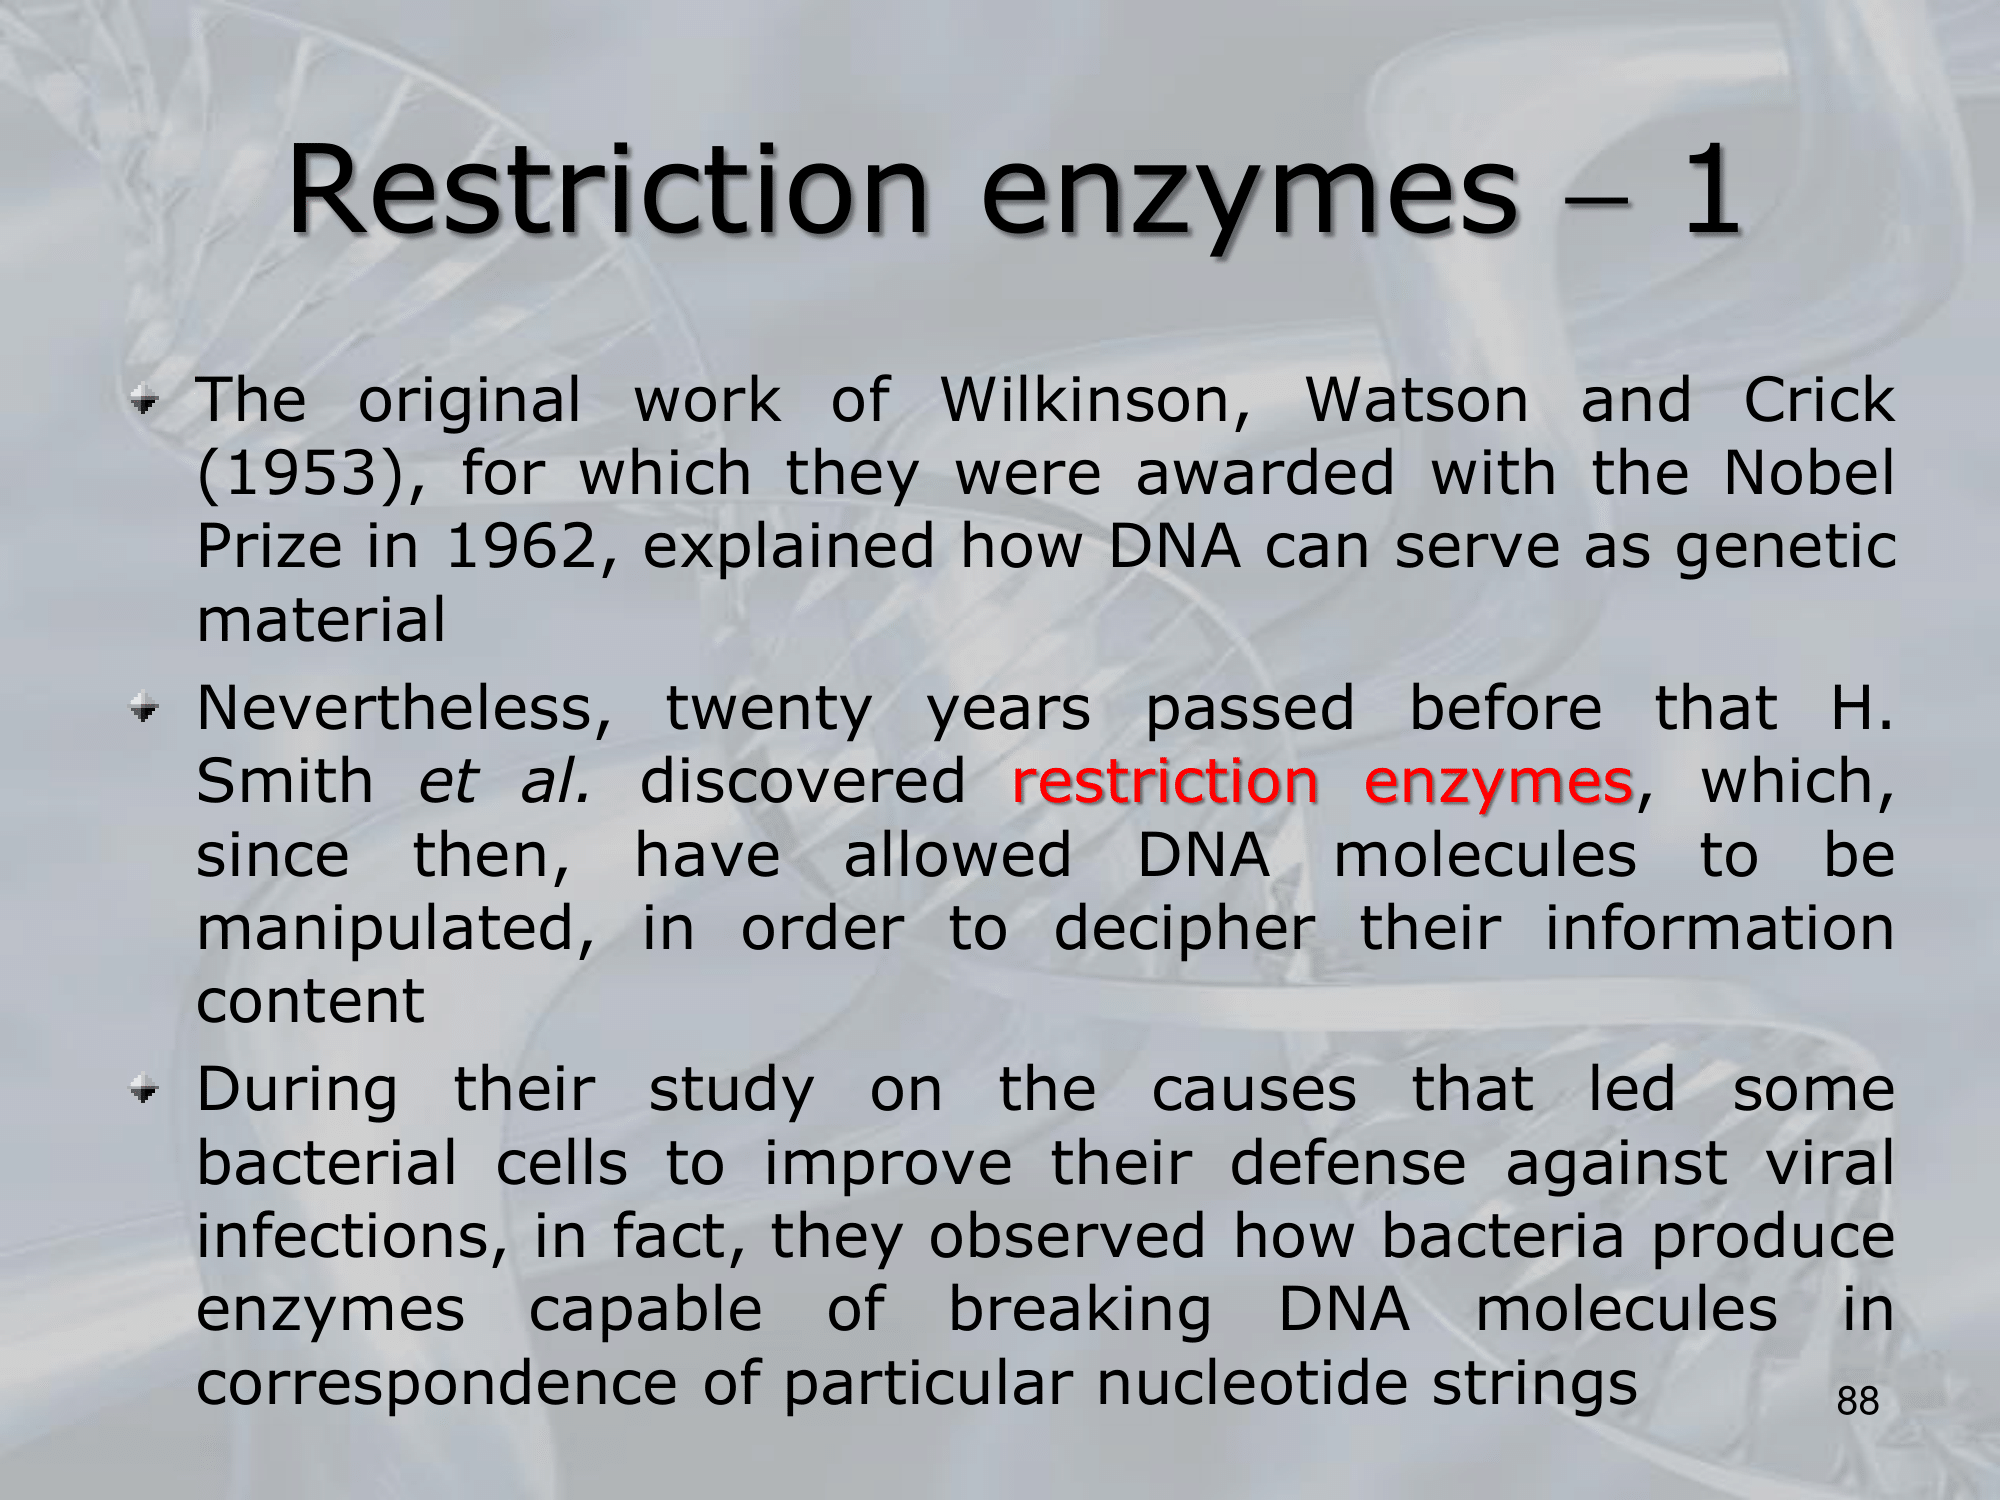 Restriction enzymes – 1
The original work of Wilkinson, Watson and Crick
(1953), for which they were awarded with the Nobel
Prize in 1962, explained how DNA can serve as genetic
material
Nevertheless, twenty years passed before that H.
Smith et al. discovered restriction enzymes, which,
since then, have allowed DNA molecules to be
manipulated, in order to decipher their information
content
During their study on the causes that led some
bacterial cells to improve their defense against viral
infections, in fact, they observed how bacteria produce
enzymes capable of breaking DNA molecules in
correspondence of particular nucleotide strings
88